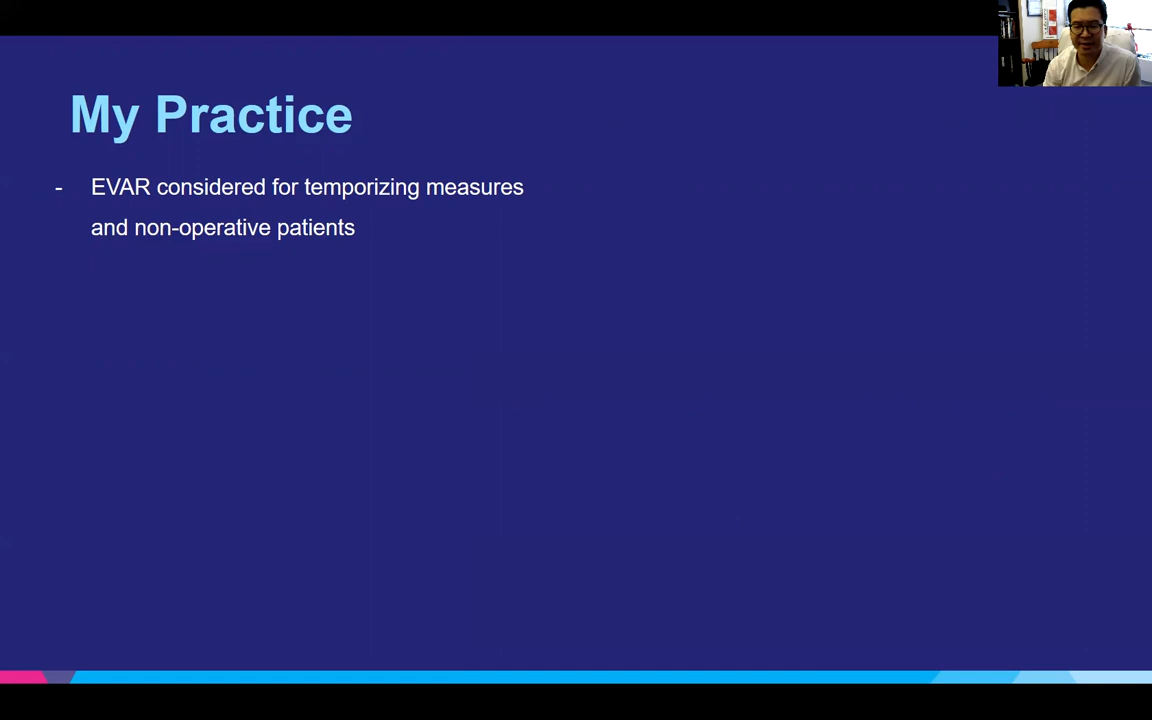 My Practice
- EVAR considered for temporizing measures
and non-operative patients